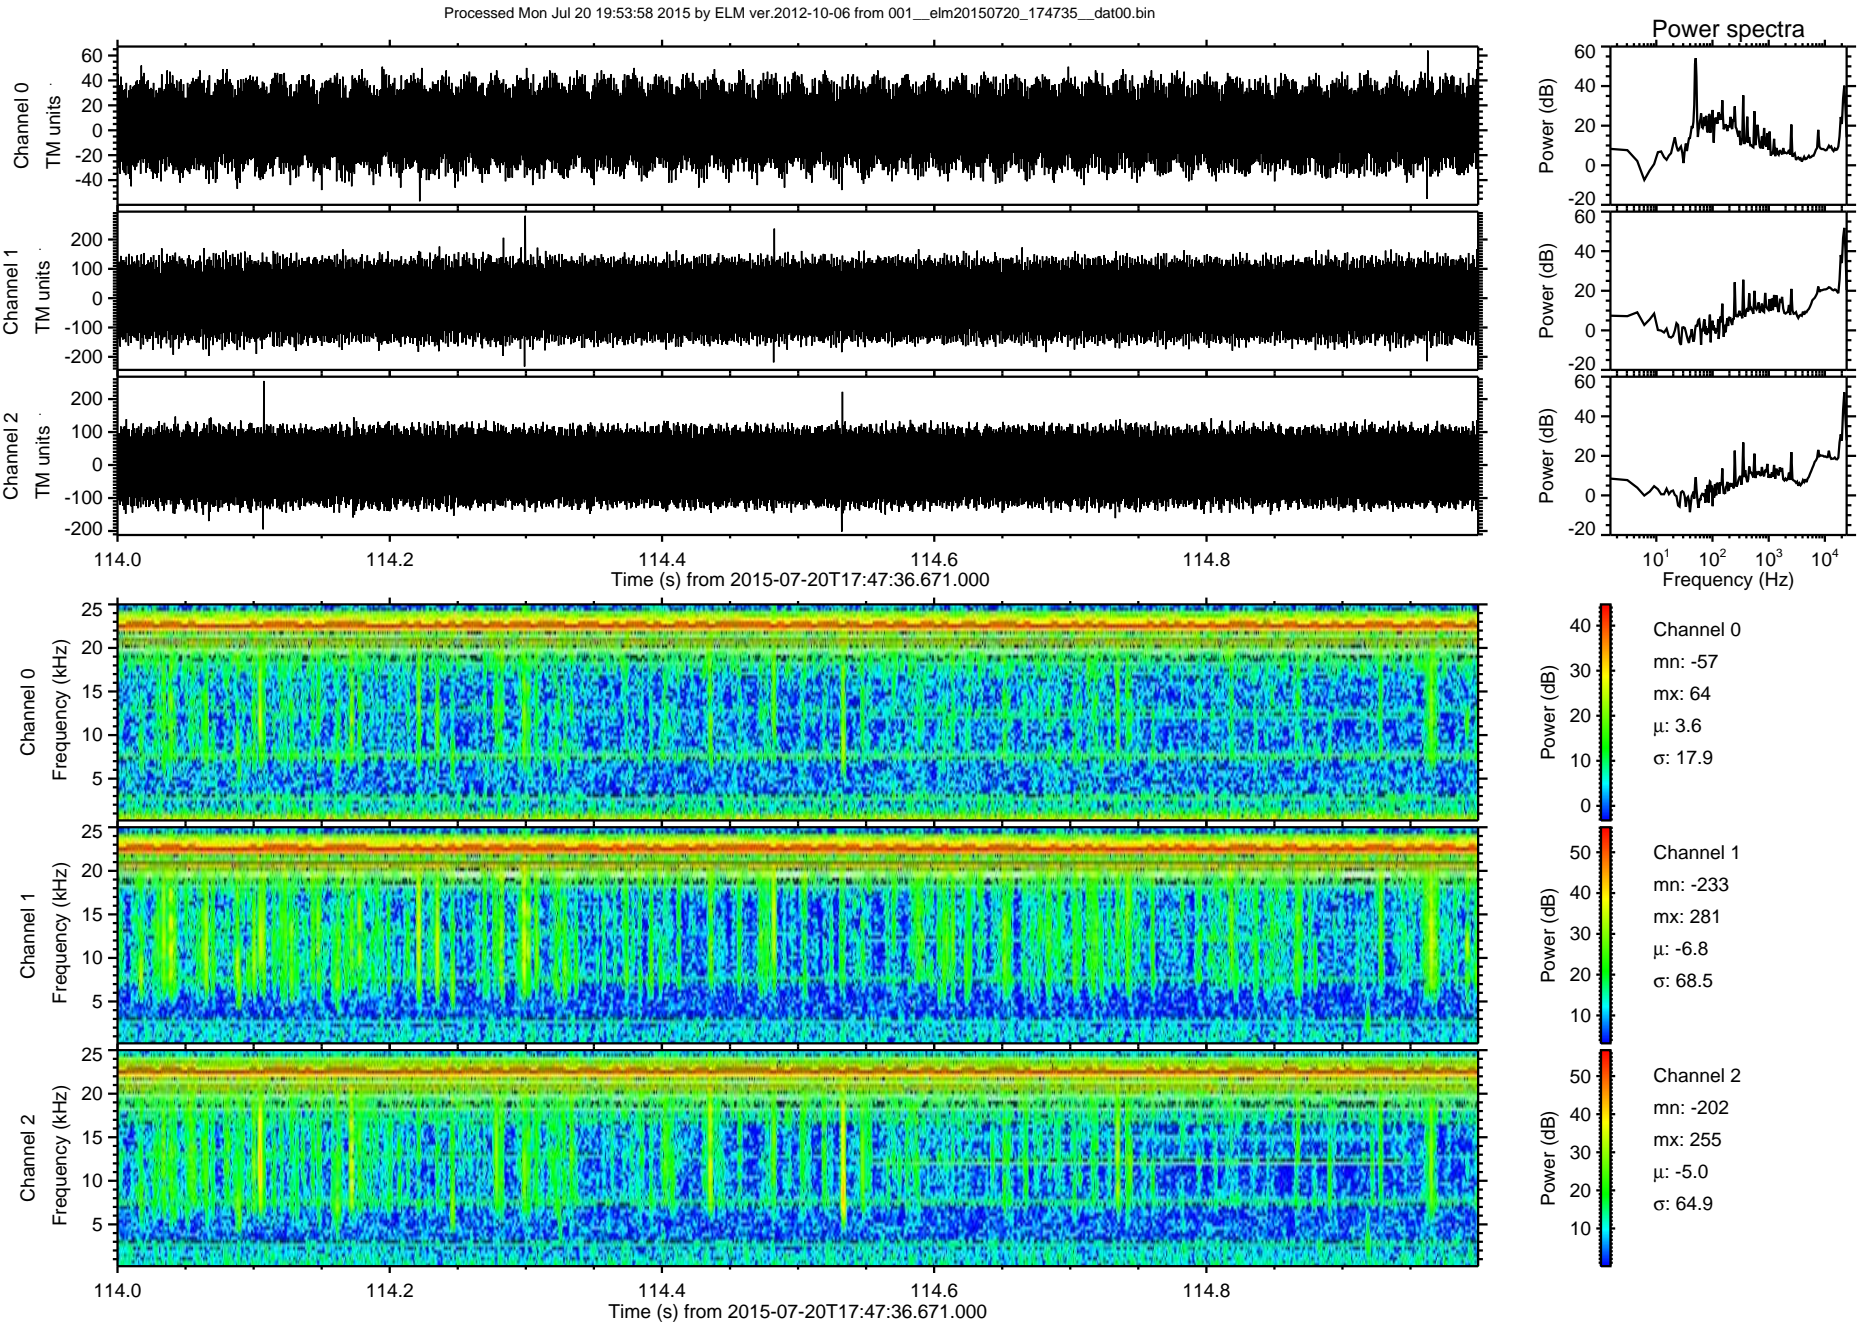 Processed Mon Jul 20 19:53:58 2015 by ELM ver.2012-10-06 from 001__elm20150720_174735__dat00.bin
Power spectra
Channel 0
TM units
60
40
20
0
-20
-40
Power (dB)
60
40
20
0
-20
Channel 1
TM units
200
100
0
-100
-200
Power (dB)
60
40
20
0
-20
Channel 2
TM units
200
100
0
-100
-200
Power (dB)
60
40
20
0
-20
114.0 114.2 114.4 114.6 114.8
Time (s) from 2015-07-20T17:47:36.671.000
10¹ 10² 10³ 10⁴
Frequency (Hz)
Channel 0
Frequency (kHz)
25
20
15
10
5
Power (dB)
40
30
20
10
0
Channel 0
mn: -57
mx: 64
µ: 3.6
σ: 17.9
Channel 1
Frequency (kHz)
25
20
15
10
5
Power (dB)
50
40
30
20
10
Channel 1
mn: -233
mx: 281
µ: -6.8
σ: 68.5
Channel 2
Frequency (kHz)
25
20
15
10
5
Power (dB)
50
40
30
20
10
Channel 2
mn: -202
mx: 255
µ: -5.0
σ: 64.9
114.0 114.2 114.4 114.6 114.8
Time (s) from 2015-07-20T17:47:36.671.000